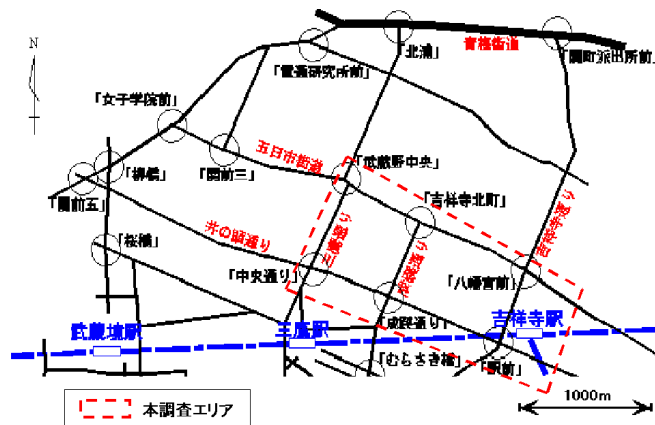 N
「北浦」
青梅街道
「関町派出所前」
「電通研究所前」
「女子学院前」
五日市街道
「武蔵野中央」
「柳橋」
「関前三」
「関前五」
「吉祥寺北町」
吉祥寺通り
「桜橋」
井の頭通り
三鷹通り
成蹊通り
「中央通り」
「八幡宮前」
武蔵境駅
三鷹駅
「成蹊通り」
吉祥寺駅
「むらさき橋」
「駅前」
本調査エリア
1000m